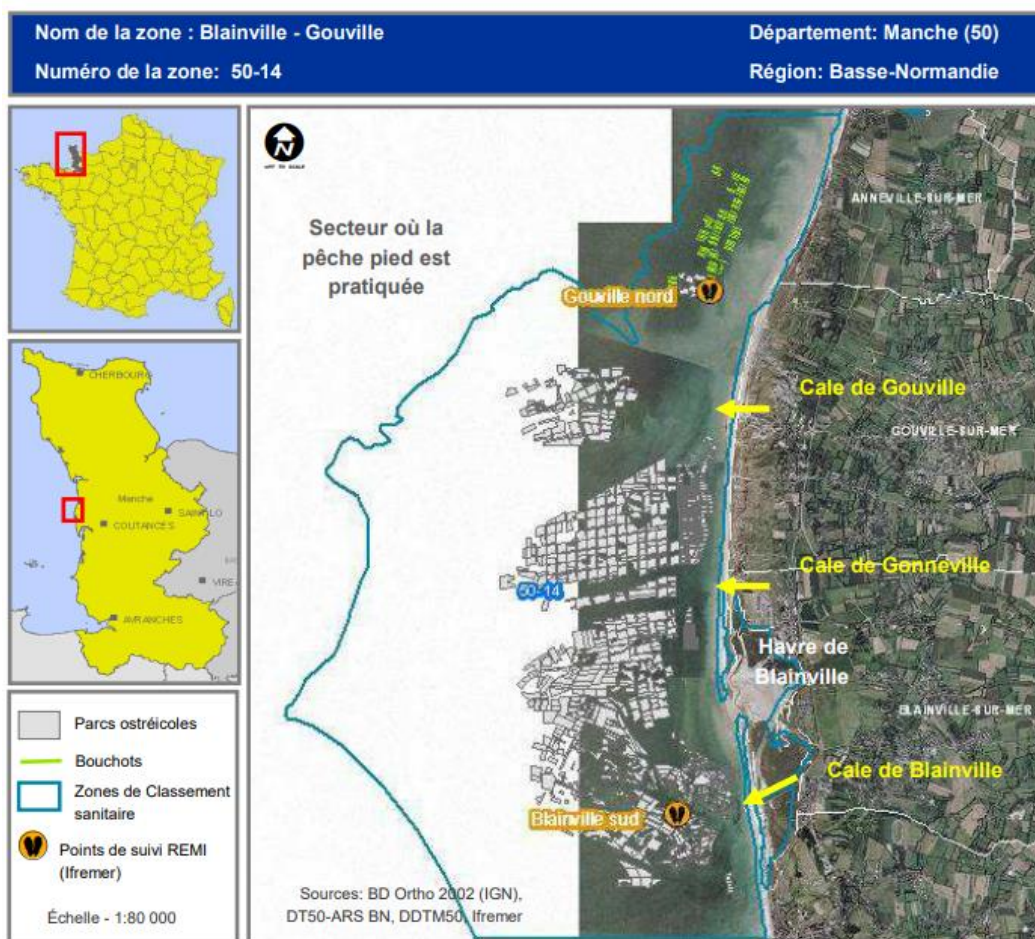 Nom de la zone : Blainville - Gouville
Département: Manche (50)
Numéro de la zone: 50-14
Région: Basse-Normandie
N
NOT TO SCALE
Secteur où la
pêche pied est
pratiquée
ANNEVILLE-SUR-MER
Gouville nord
Cale de Gouville
GOUVILLE-SUR-MER
Cale de Gonneville
50-14
Havre de
Blainville
BLAINVILLE-SUR-MER
Cale de Blainville
Blainville sud
Sources: BD Ortho 2002 (IGN),
DT50-ARS BN, DDTM50, Ifremer
CHERBOURG
Manche
SAINT-LO
COUTANCES
VIRE
AVRANCHES
Parcs ostréicoles
Bouchots
Zones de Classement
sanitaire
Points de suivi REMI
(Ifremer)
Échelle - 1:80 000